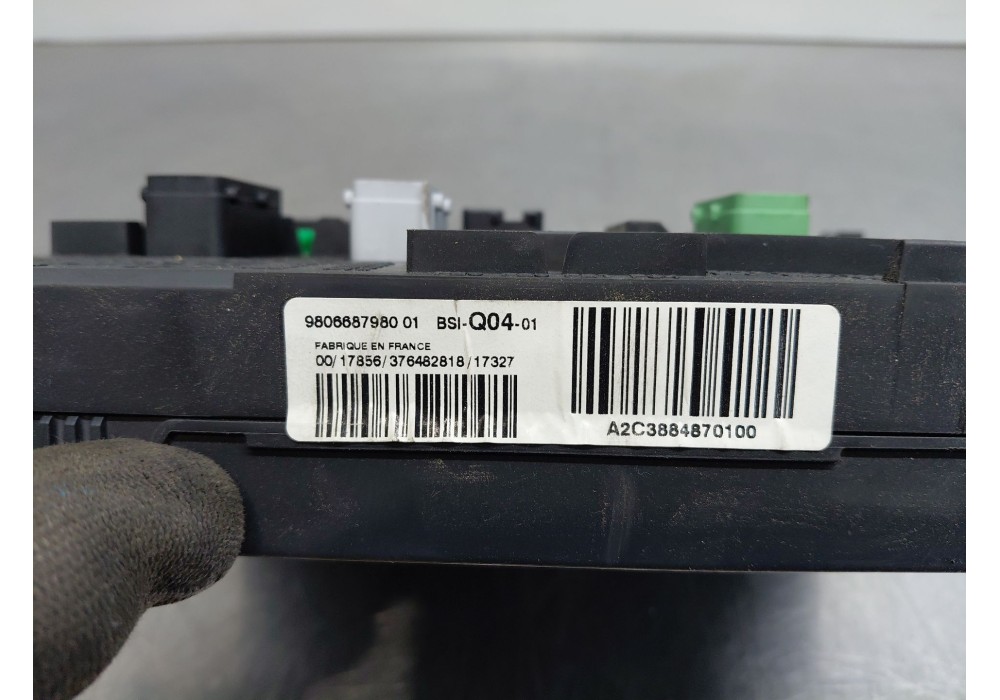 9806687980 01 BSI-Q04-01
FABRIQUE EN FRANCE
00/17856/376482818/17327
A2C3884870100